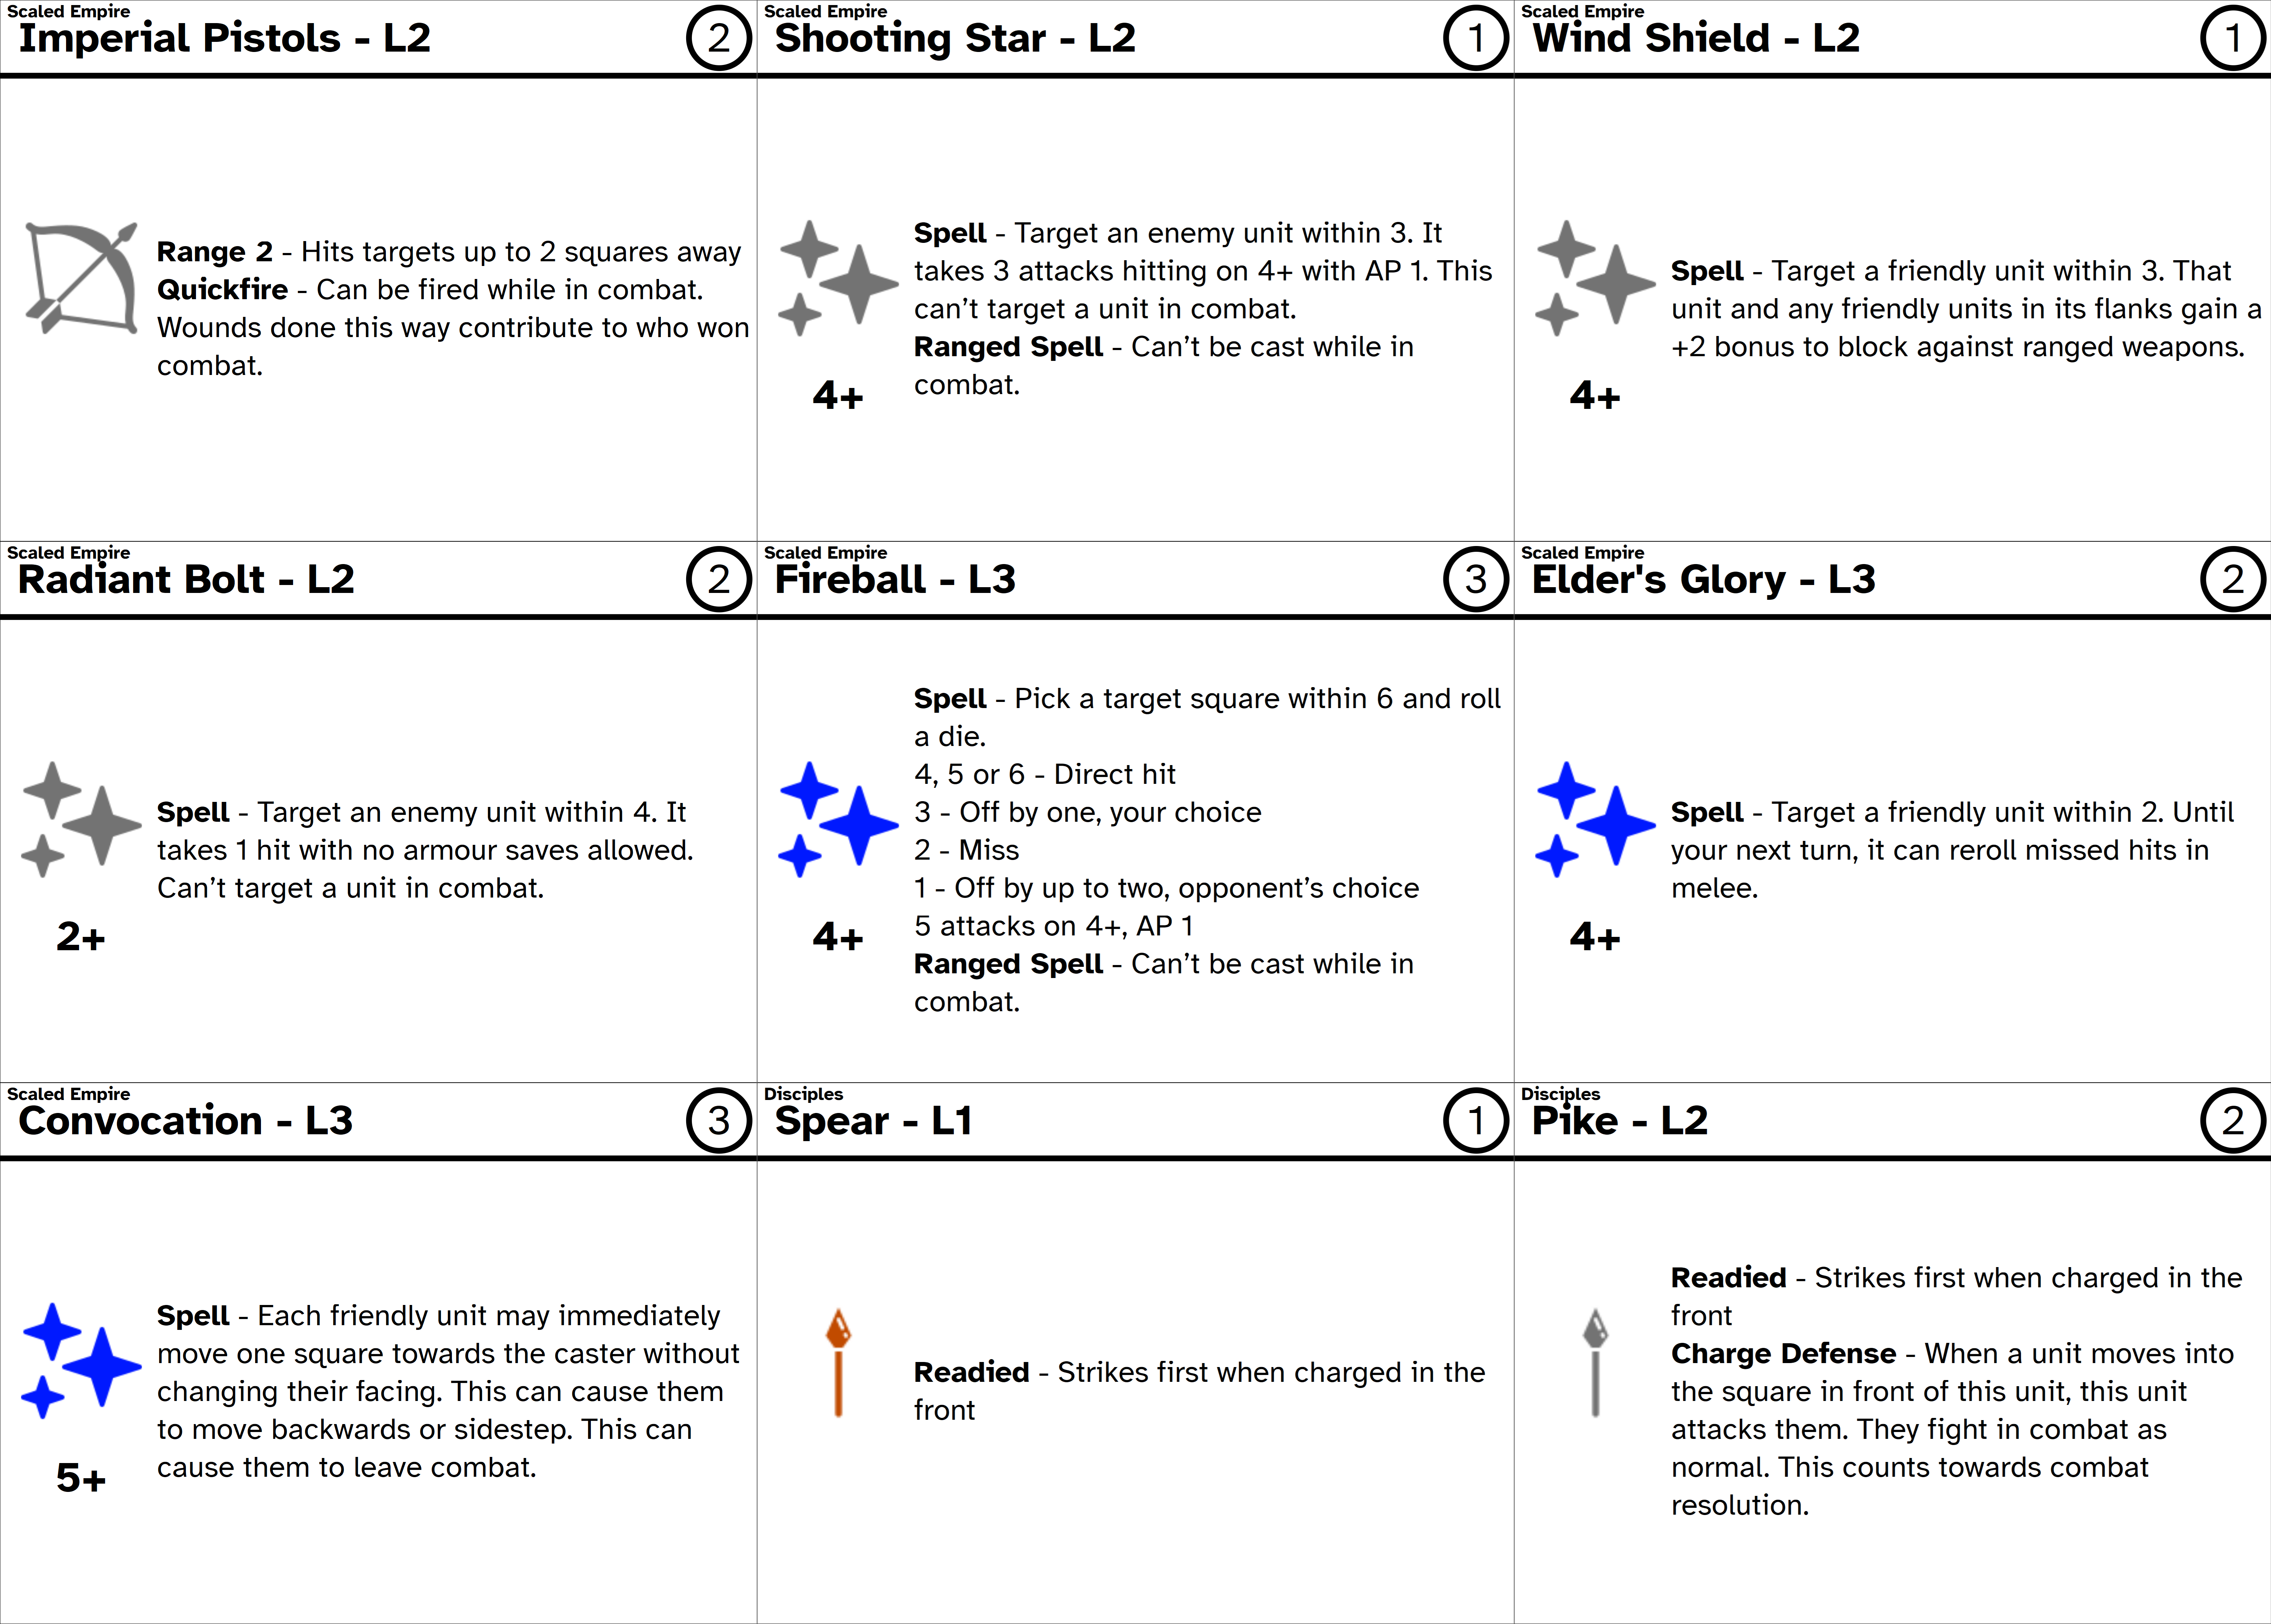 Scaled Empire
Imperial Pistols - L2
2
Range 2 - Hits targets up to 2 squares away
Quickfire - Can be fired while in combat.
Wounds done this way contribute to who won
combat.
Scaled Empire
Shooting Star - L2
1
Spell - Target an enemy unit within 3. It
takes 3 attacks hitting on 4+ with AP 1. This
can't target a unit in combat.
Ranged Spell - Can't be cast while in
combat.
4+
Scaled Empire
Wind Shield - L2
1
Spell - Target a friendly unit within 3. That
unit and any friendly units in its flanks gain a
+2 bonus to block against ranged weapons.
4+
Scaled Empire
Radiant Bolt - L2
2
Spell - Target an enemy unit within 4. It
takes 1 hit with no armour saves allowed.
Can't target a unit in combat.
2+
Scaled Empire
Fireball - L3
3
Spell - Pick a target square within 6 and roll
a die.
4, 5 or 6 - Direct hit
3 - Off by one, your choice
2 - Miss
1 - Off by up to two, opponent's choice
5 attacks on 4+, AP 1
Ranged Spell - Can't be cast while in
combat.
4+
Scaled Empire
Elder's Glory - L3
2
Spell - Target a friendly unit within 2. Until
your next turn, it can reroll missed hits in
melee.
4+
Scaled Empire
Convocation - L3
3
Spell - Each friendly unit may immediately
move one square towards the caster without
changing their facing. This can cause them
to move backwards or sidestep. This can
cause them to leave combat.
5+
Disciples
Spear - L1
1
Readied - Strikes first when charged in the
front
Disciples
Pike - L2
2
Readied - Strikes first when charged in the
front
Charge Defense - When a unit moves into
the square in front of this unit, this unit
attacks them. They fight in combat as
normal. This counts towards combat
resolution.